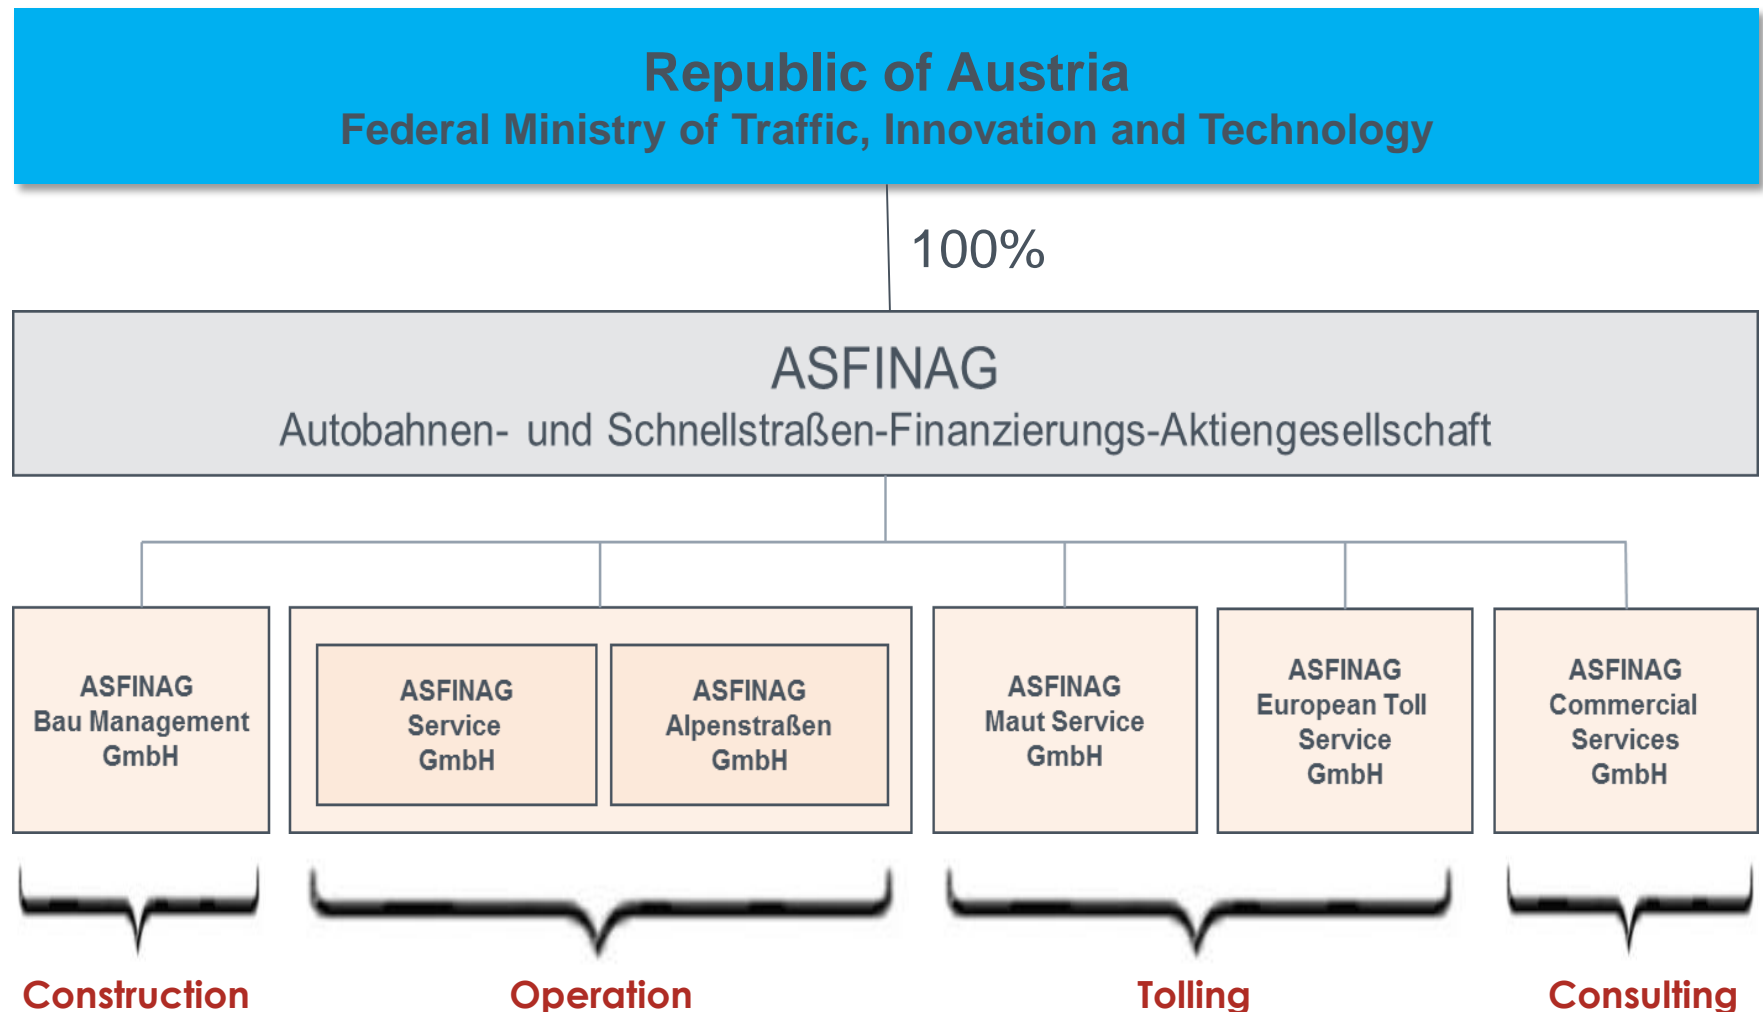 Republic of Austria
Federal Ministry of Traffic, Innovation and Technology
100%
ASFINAG
Autobahnen- und Schnellstraßen-Finanzierungs-Aktiengesellschaft
ASFINAG
Bau Management
GmbH
ASFINAG
Service
GmbH
ASFINAG
Alpenstraßen
GmbH
ASFINAG
Maut Service
GmbH
ASFINAG
European Toll
Service
GmbH
ASFINAG
Commercial
Services
GmbH
Construction
Operation
Tolling
Consulting